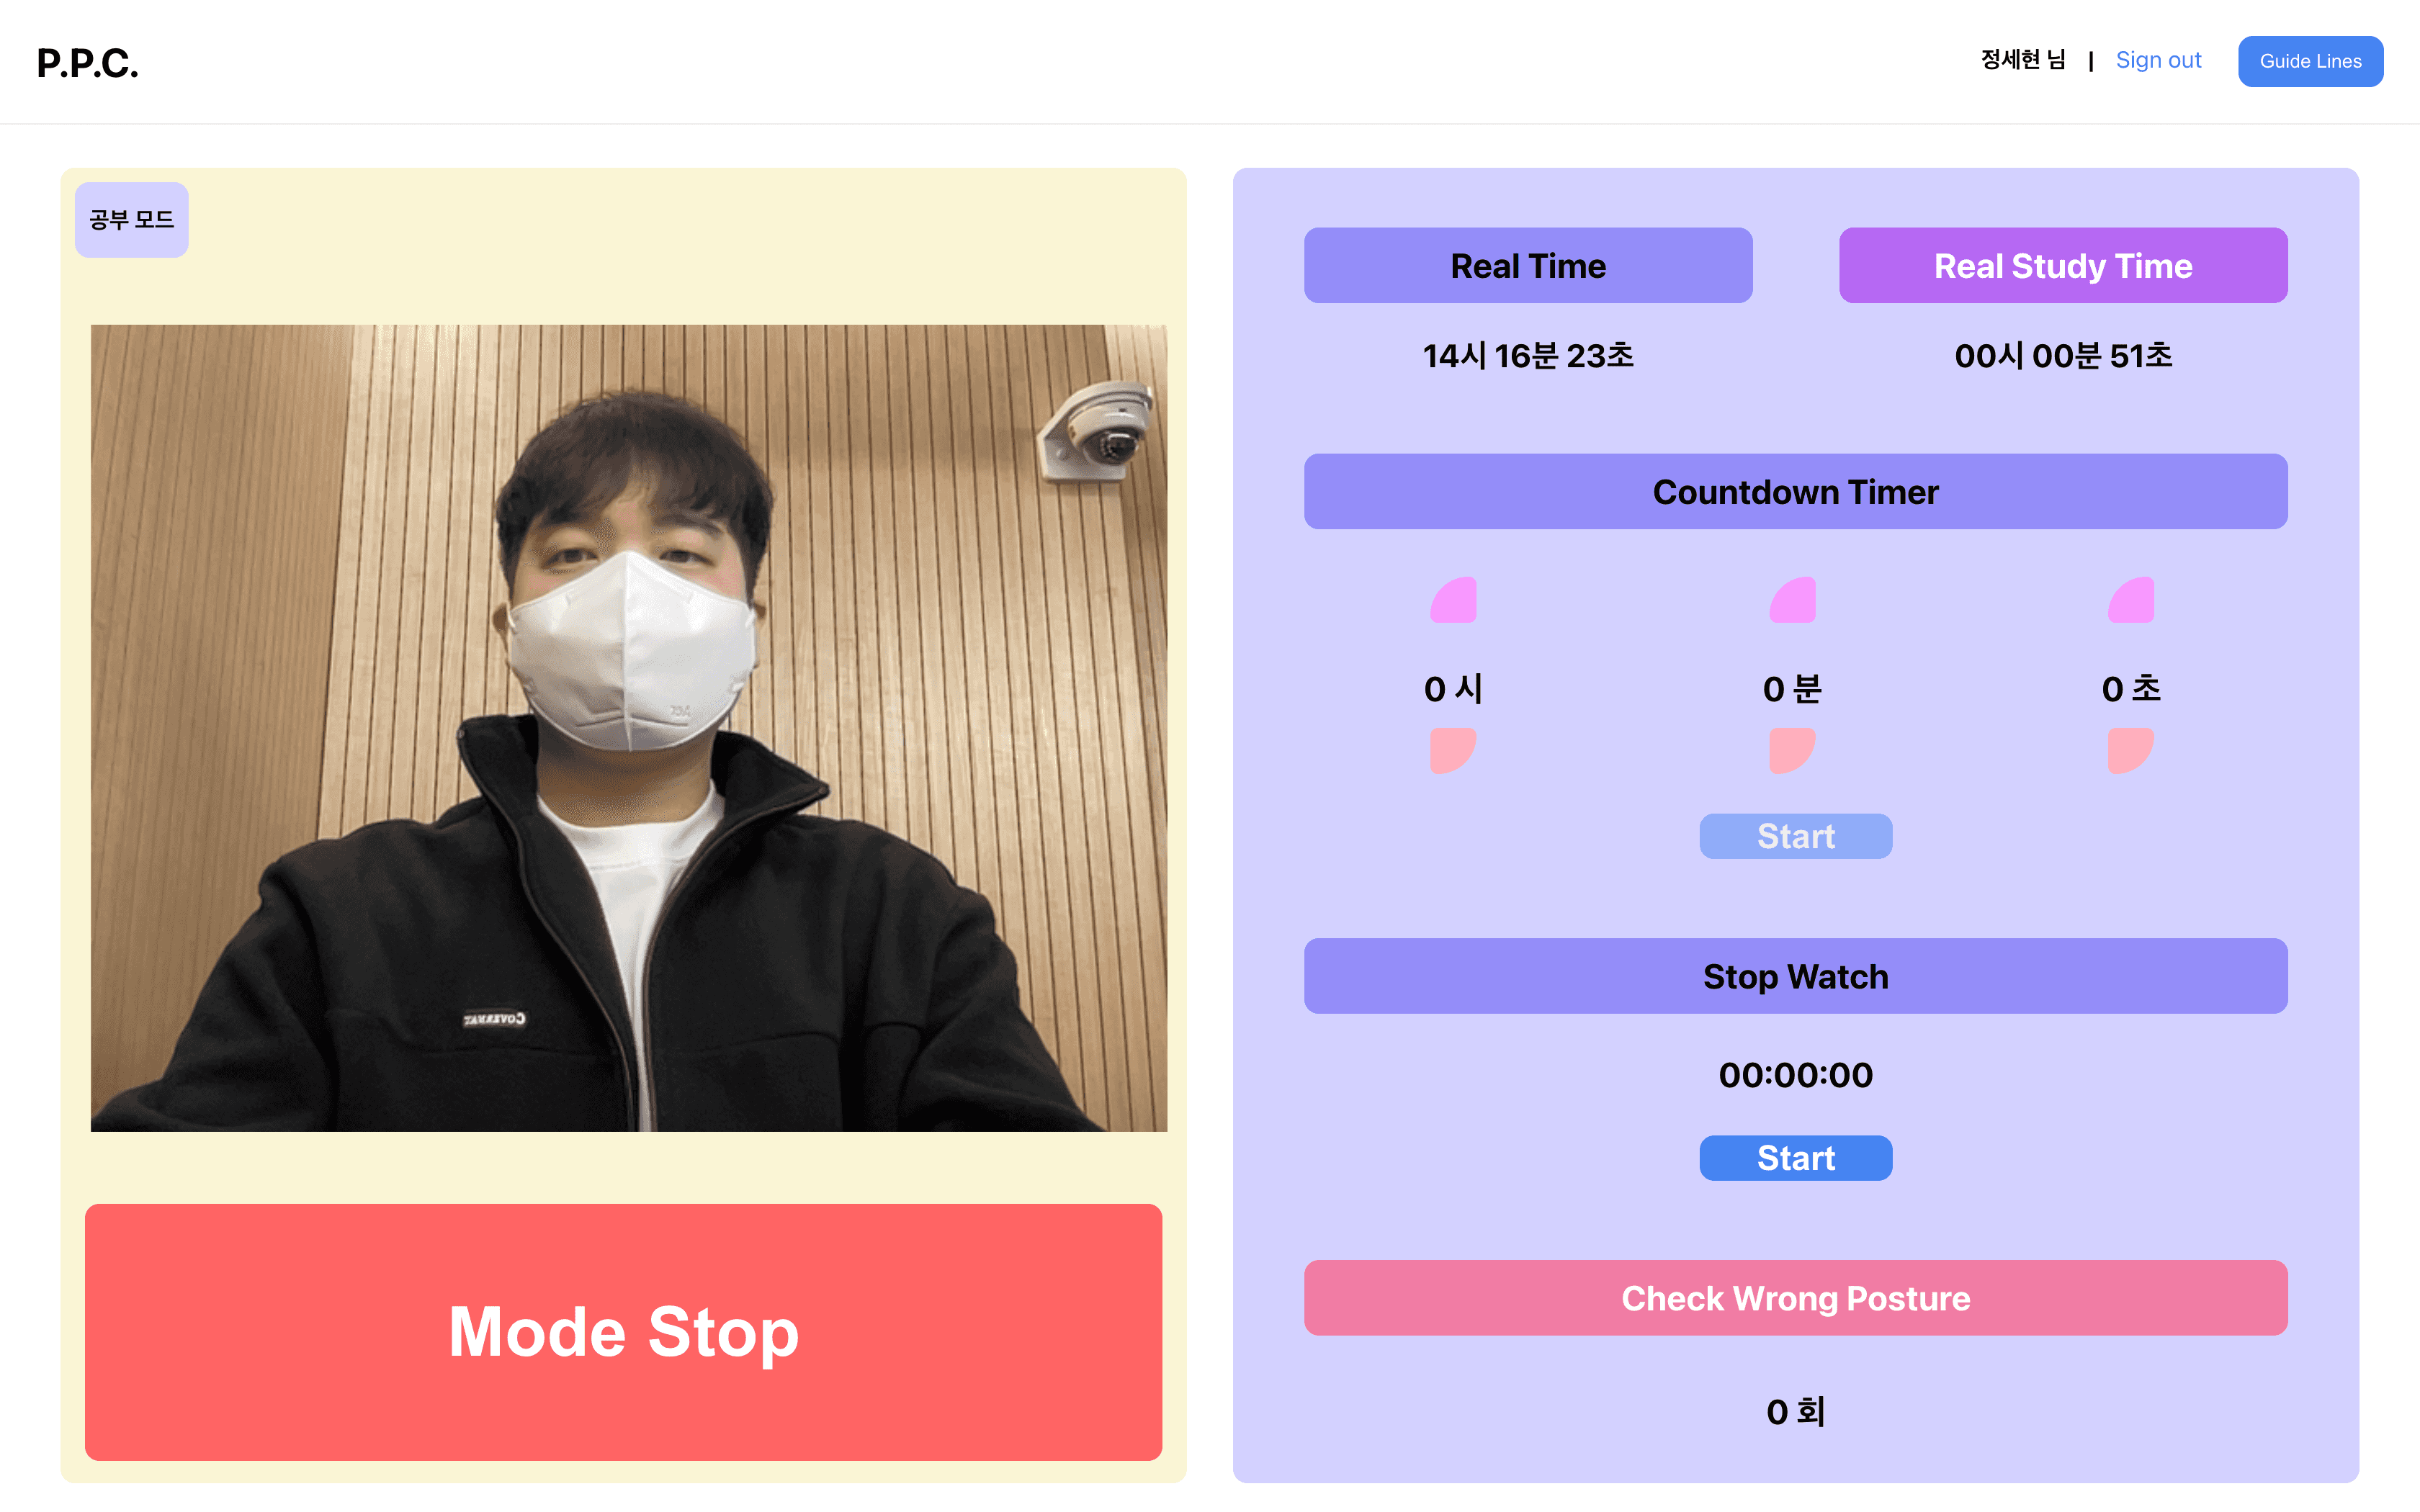 P.P.C.
정세현 님 | Sign out Guide Lines
공부 모드
COVERNAT
Mode Stop
Real Time
Real Study Time
14시 16분 23초
00시 00분 51초
Countdown Timer
0 시
0 분
0 초
Start
Stop Watch
00:00:00
Start
Check Wrong Posture
0 회